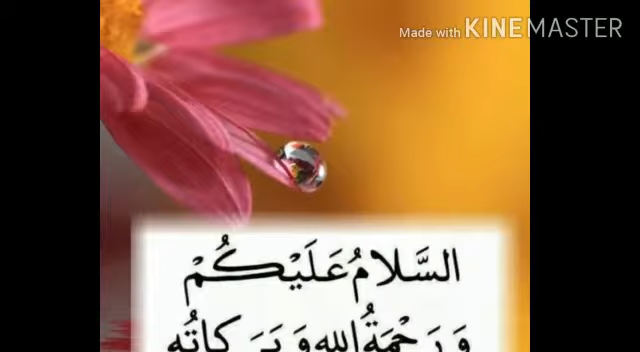 Made with KINEMASTER
السَّلَامُ عَلَيْكُمْ
وَرَحْمَةُ اللهِ وَبَرَكَاتُه